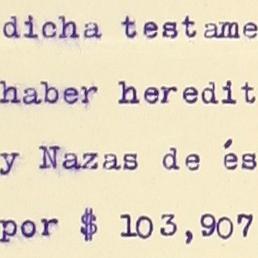 dicha testame
haber heredit
y Nazas de és
por $ 103,907